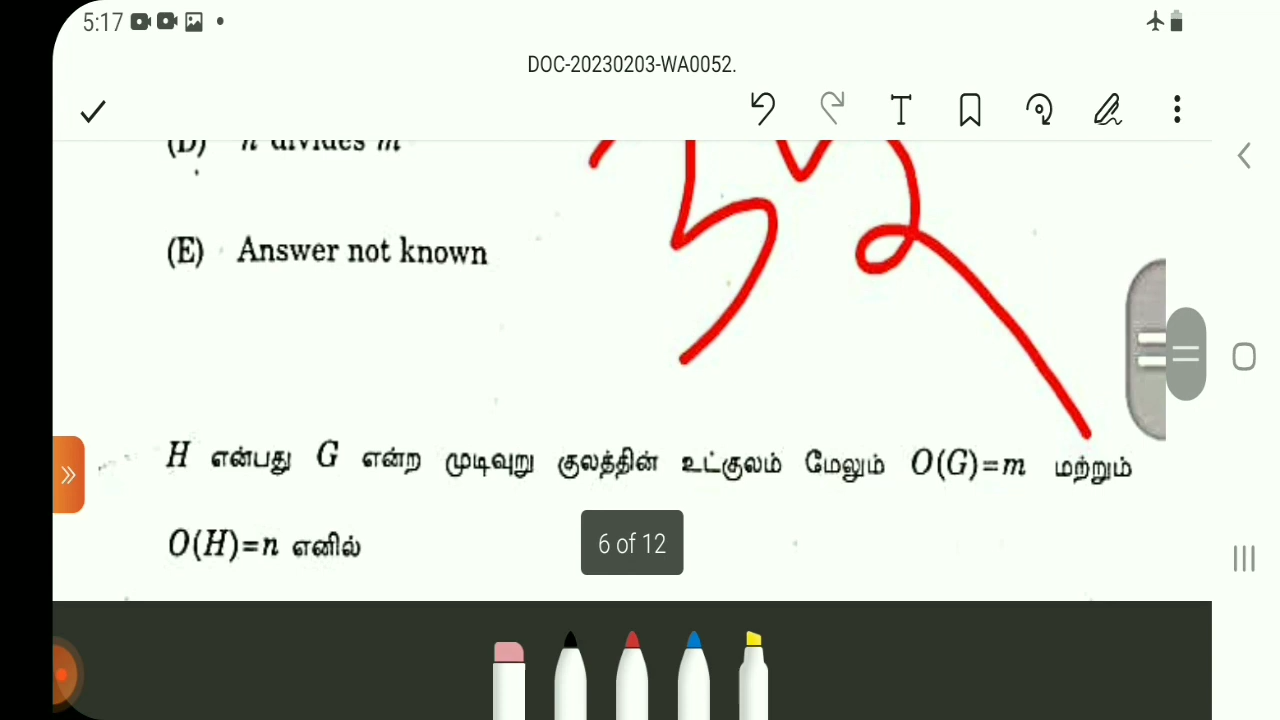 5:17
DOC-20230203-WA0052.
(D) n divides m
(E) Answer not known
H என்பது G என்ற முடிவுறு குலத்தின் உட்குலம் மேலும் O(G)=m மற்றும்
O(H)=n எனில்
6 of 12